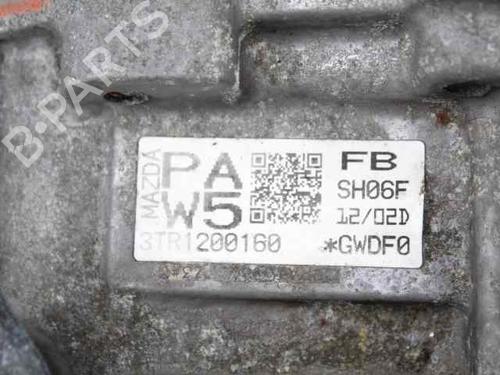 B-PARTS
MAZDA
PA FB
W5 SH06F
12/02D
3TR1200160 *GWDF0